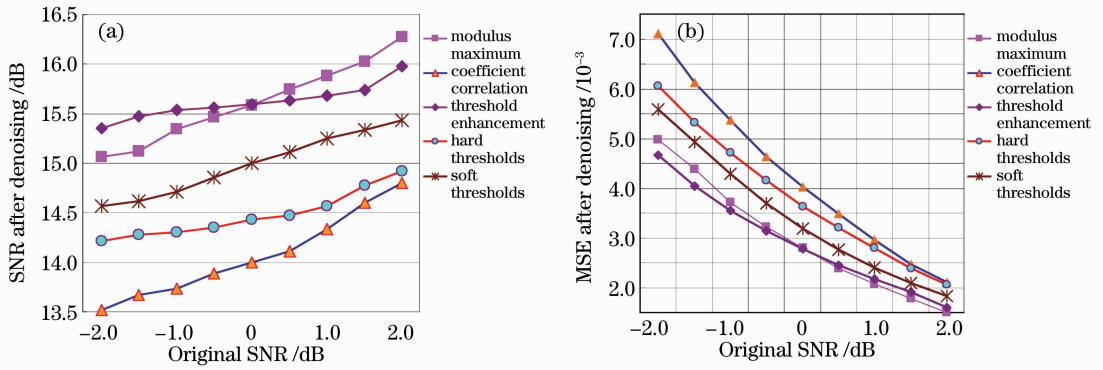 (a)
SNR after denoising /dB
16.5
16.0
15.5
15.0
14.5
14.0
13.5
-2.0 -1.0 0 1.0 2.0
Original SNR /dB
modulus
maximum
coefficient
correlation
threshold
enhancement
hard
thresholds
soft
thresholds
(b)
MSE after denoising /10⁻³
7.0
6.0
5.0
4.0
3.0
2.0
-2.0 -1.0 0 1.0 2.0
Original SNR /dB
modulus
maximum
coefficient
correlation
threshold
enhancement
hard
thresholds
soft
thresholds